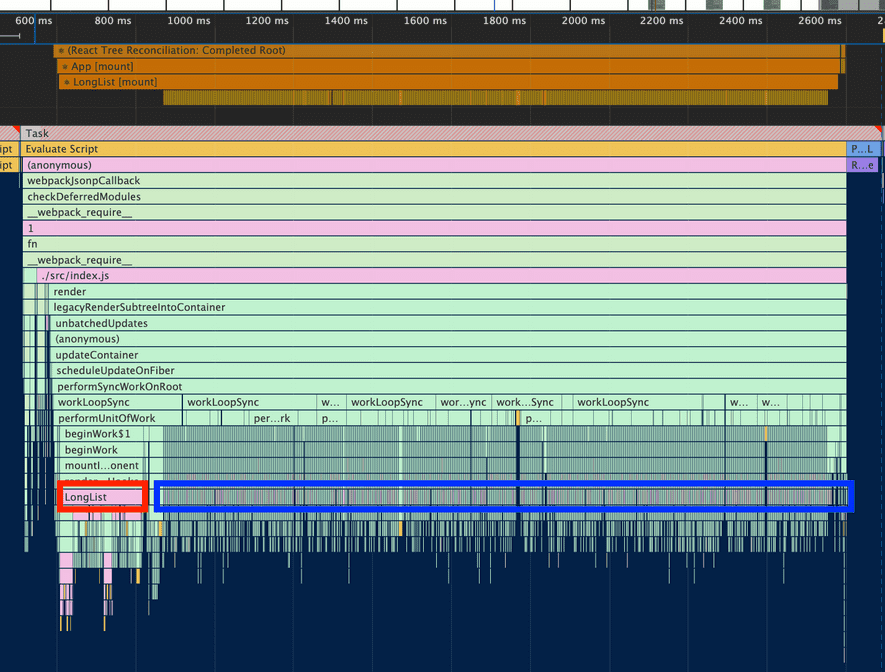 600 ms 800 ms 1000 ms 1200 ms 1400 ms 1600 ms 1800 ms 2000 ms 2200 ms 2400 ms 2600 ms
(React Tree Reconciliation: Completed Root)
App [mount]
LongList [mount]
Task
ipt Evaluate Script P...L
ipt (anonymous) R...e
webpackJsonpCallback
checkDeferredModules
__webpack_require__
1
fn
__webpack_require__
./src/index.js
render
legacyRenderSubtreeIntoContainer
unbatchedUpdates
(anonymous)
updateContainer
scheduleUpdateOnFiber
performSyncWorkOnRoot
workLoopSync workLoopSync w... workLoopSync wor...ync work...Sync workLoopSync w... w...
performUnitOfWork per...rk p... p...
beginWork$1
beginWork
mountI...onent
LongList